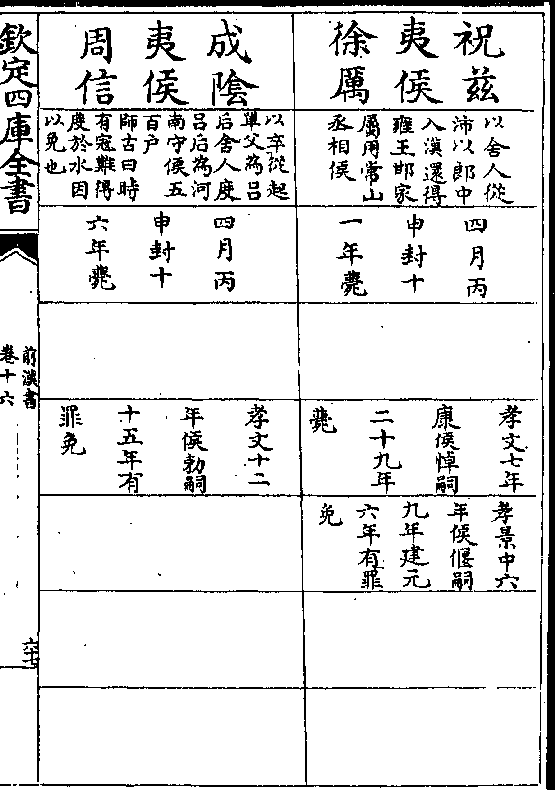 祝兹
夷侯
徐厲
以舍人從
沛以郎中
入漢還得
雍王邯家
屬用常山
丞相侯
四月丙
申封十
一年薨
孝文七年
康侯悼嗣
二十九年
薨
孝景中六
年侯偃嗣
九年建元
六年有罪
免
成隂
夷侯
周信
以卒從起
單父為吕
后舍人度
吕后為河
南守侯五
百户
師古曰時
有冦難得
度於水因
以免也
四月丙
申封十
六年薨
孝文十二
年侯勃嗣
十五年有
罪免
欽定四庫全書
前漢書
卷十六
六十七